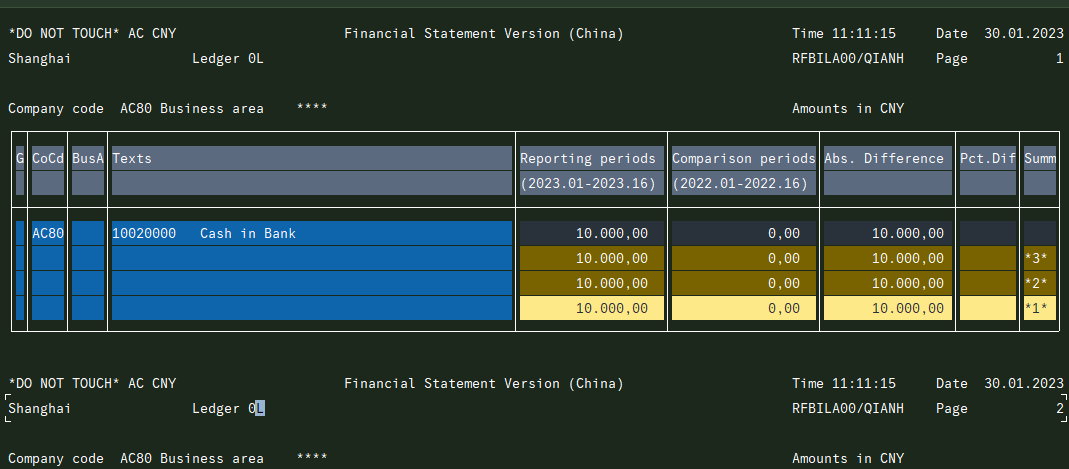 *DO NOT TOUCH* AC CNY Financial Statement Version (China) Time 11:11:15 Date 30.01.2023
Shanghai Ledger 0L RFBILA00/QIANH Page 1
Company code AC80 Business area **** Amounts in CNY
G CoCd BusA Texts Reporting periods Comparison periods Abs. Difference Pct.Dif Summ
(2023.01-2023.16) (2022.01-2022.16)
AC80 10020000 Cash in Bank 10.000,00 0,00 10.000,00
10.000,00 0,00 10.000,00 *3*
10.000,00 0,00 10.000,00 *2*
10.000,00 0,00 10.000,00 *1*
*DO NOT TOUCH* AC CNY Financial Statement Version (China) Time 11:11:15 Date 30.01.2023
Shanghai Ledger 0L RFBILA00/QIANH Page 2
Company code AC80 Business area **** Amounts in CNY